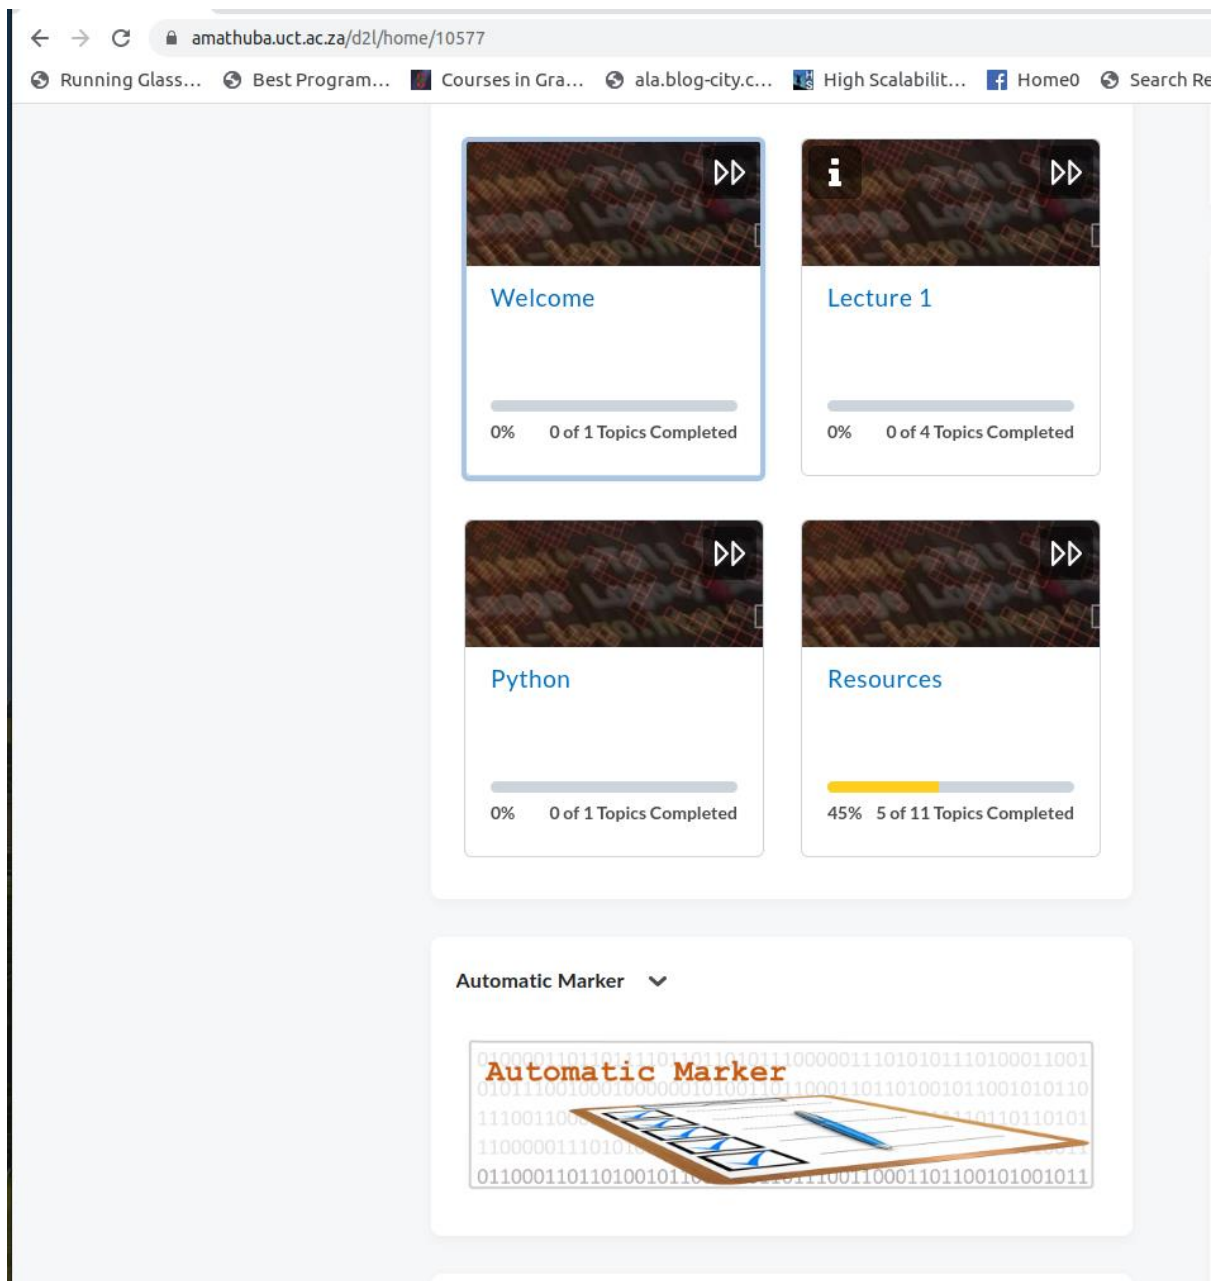 amathuba.uct.ac.za/d2l/home/10577
Running Glass... Best Program... Courses in Gra... ala.blog-city.c... High Scalabilit... Home0 Search Re
Welcome
0% 0 of 1 Topics Completed
Lecture 1
0% 0 of 4 Topics Completed
Python
0% 0 of 1 Topics Completed
Resources
45% 5 of 11 Topics Completed
Automatic Marker
Automatic Marker